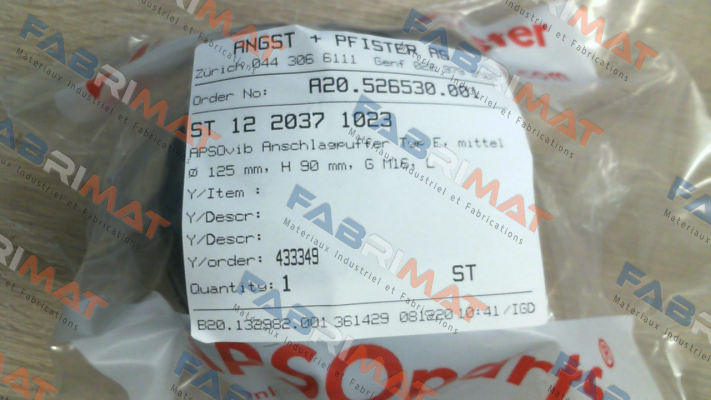 ANGST + PFISTER AG
Zürich 044 306 6111 Genf
Order No: A20.526530.001
ST 12 2037 1023
APSOvib Anschlagpuffer Typ E, mittel
Ø 125 mm, H 90 mm, G M16, L
Y/Item :
Y/Descr:
Y/Descr:
Y/order: 433349
Quantity: 1 ST
B20.132982.001 361429 081220 10:41/IGD
APSOparts®
FABRIMAT
Materiaux Industriel et Fabrications